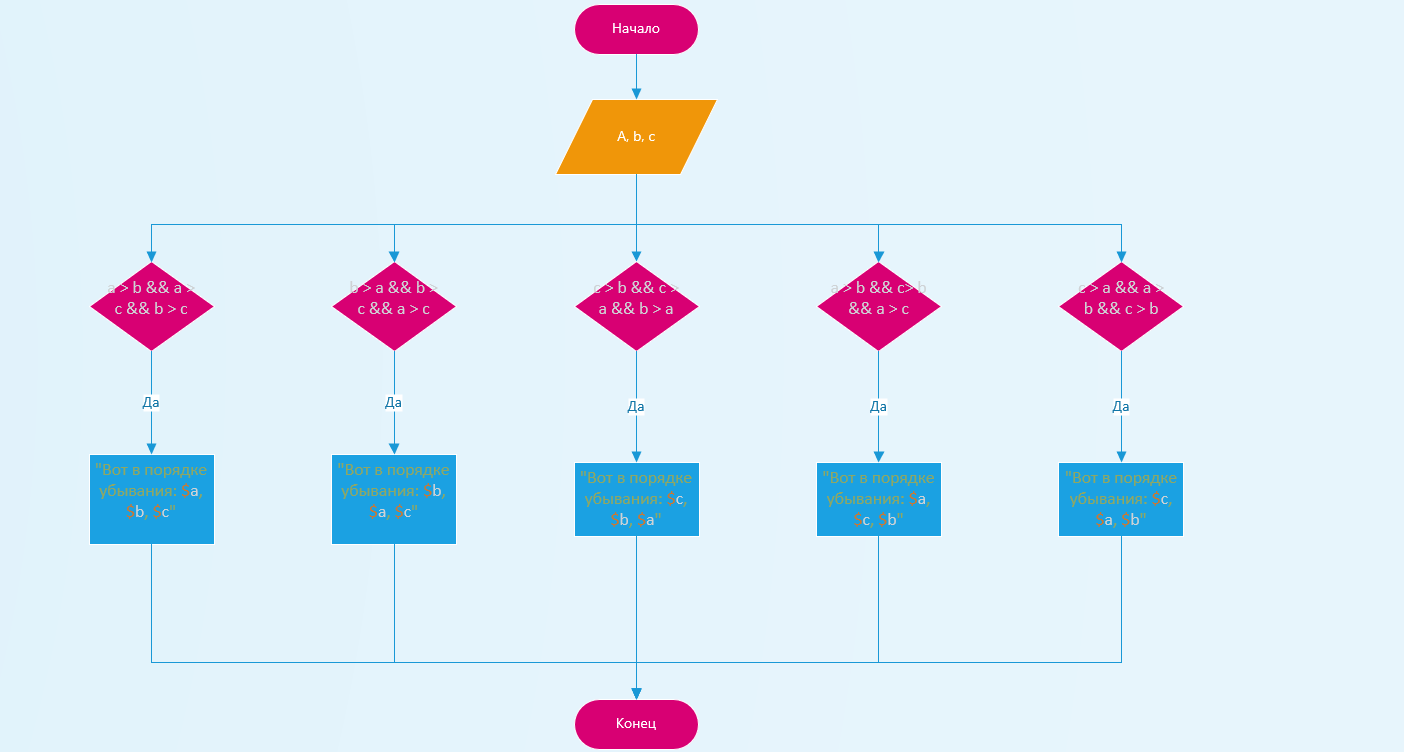 Начало
A, b, c
a > b && a >
c && b > c
b > a && b >
c && a > c
c > b && c >
a && b > a
a > b && c> b
&& a > c
c > a && a >
b && c > b
Да
Да
Да
Да
Да
"Вот в порядке
убывания: $a,
$b, $c"
"Вот в порядке
убывания: $b,
$a, $c"
"Вот в порядке
убывания: $c,
$b, $a"
"Вот в порядке
убывания: $a,
$c, $b"
"Вот в порядке
убывания: $c,
$a, $b"
Конец